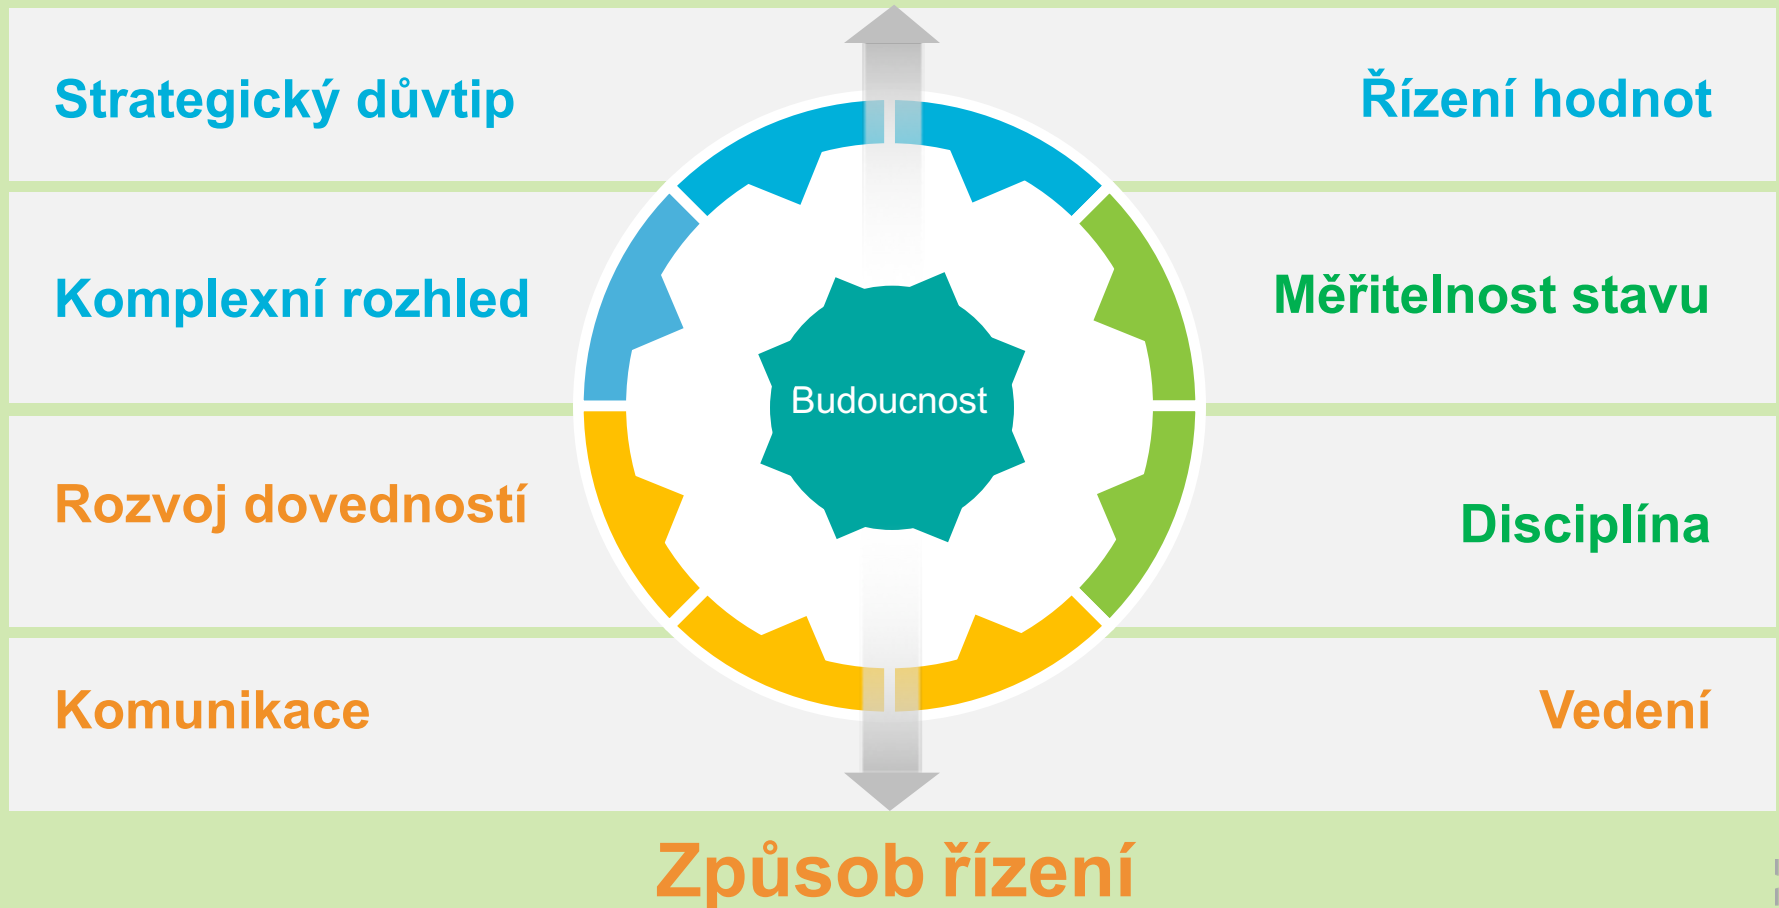 Strategický důvtip
Řízení hodnot
Komplexní rozhled
Měřitelnost stavu
Budoucnost
Rozvoj dovedností
Disciplína
Komunikace
Vedení
Způsob řízení